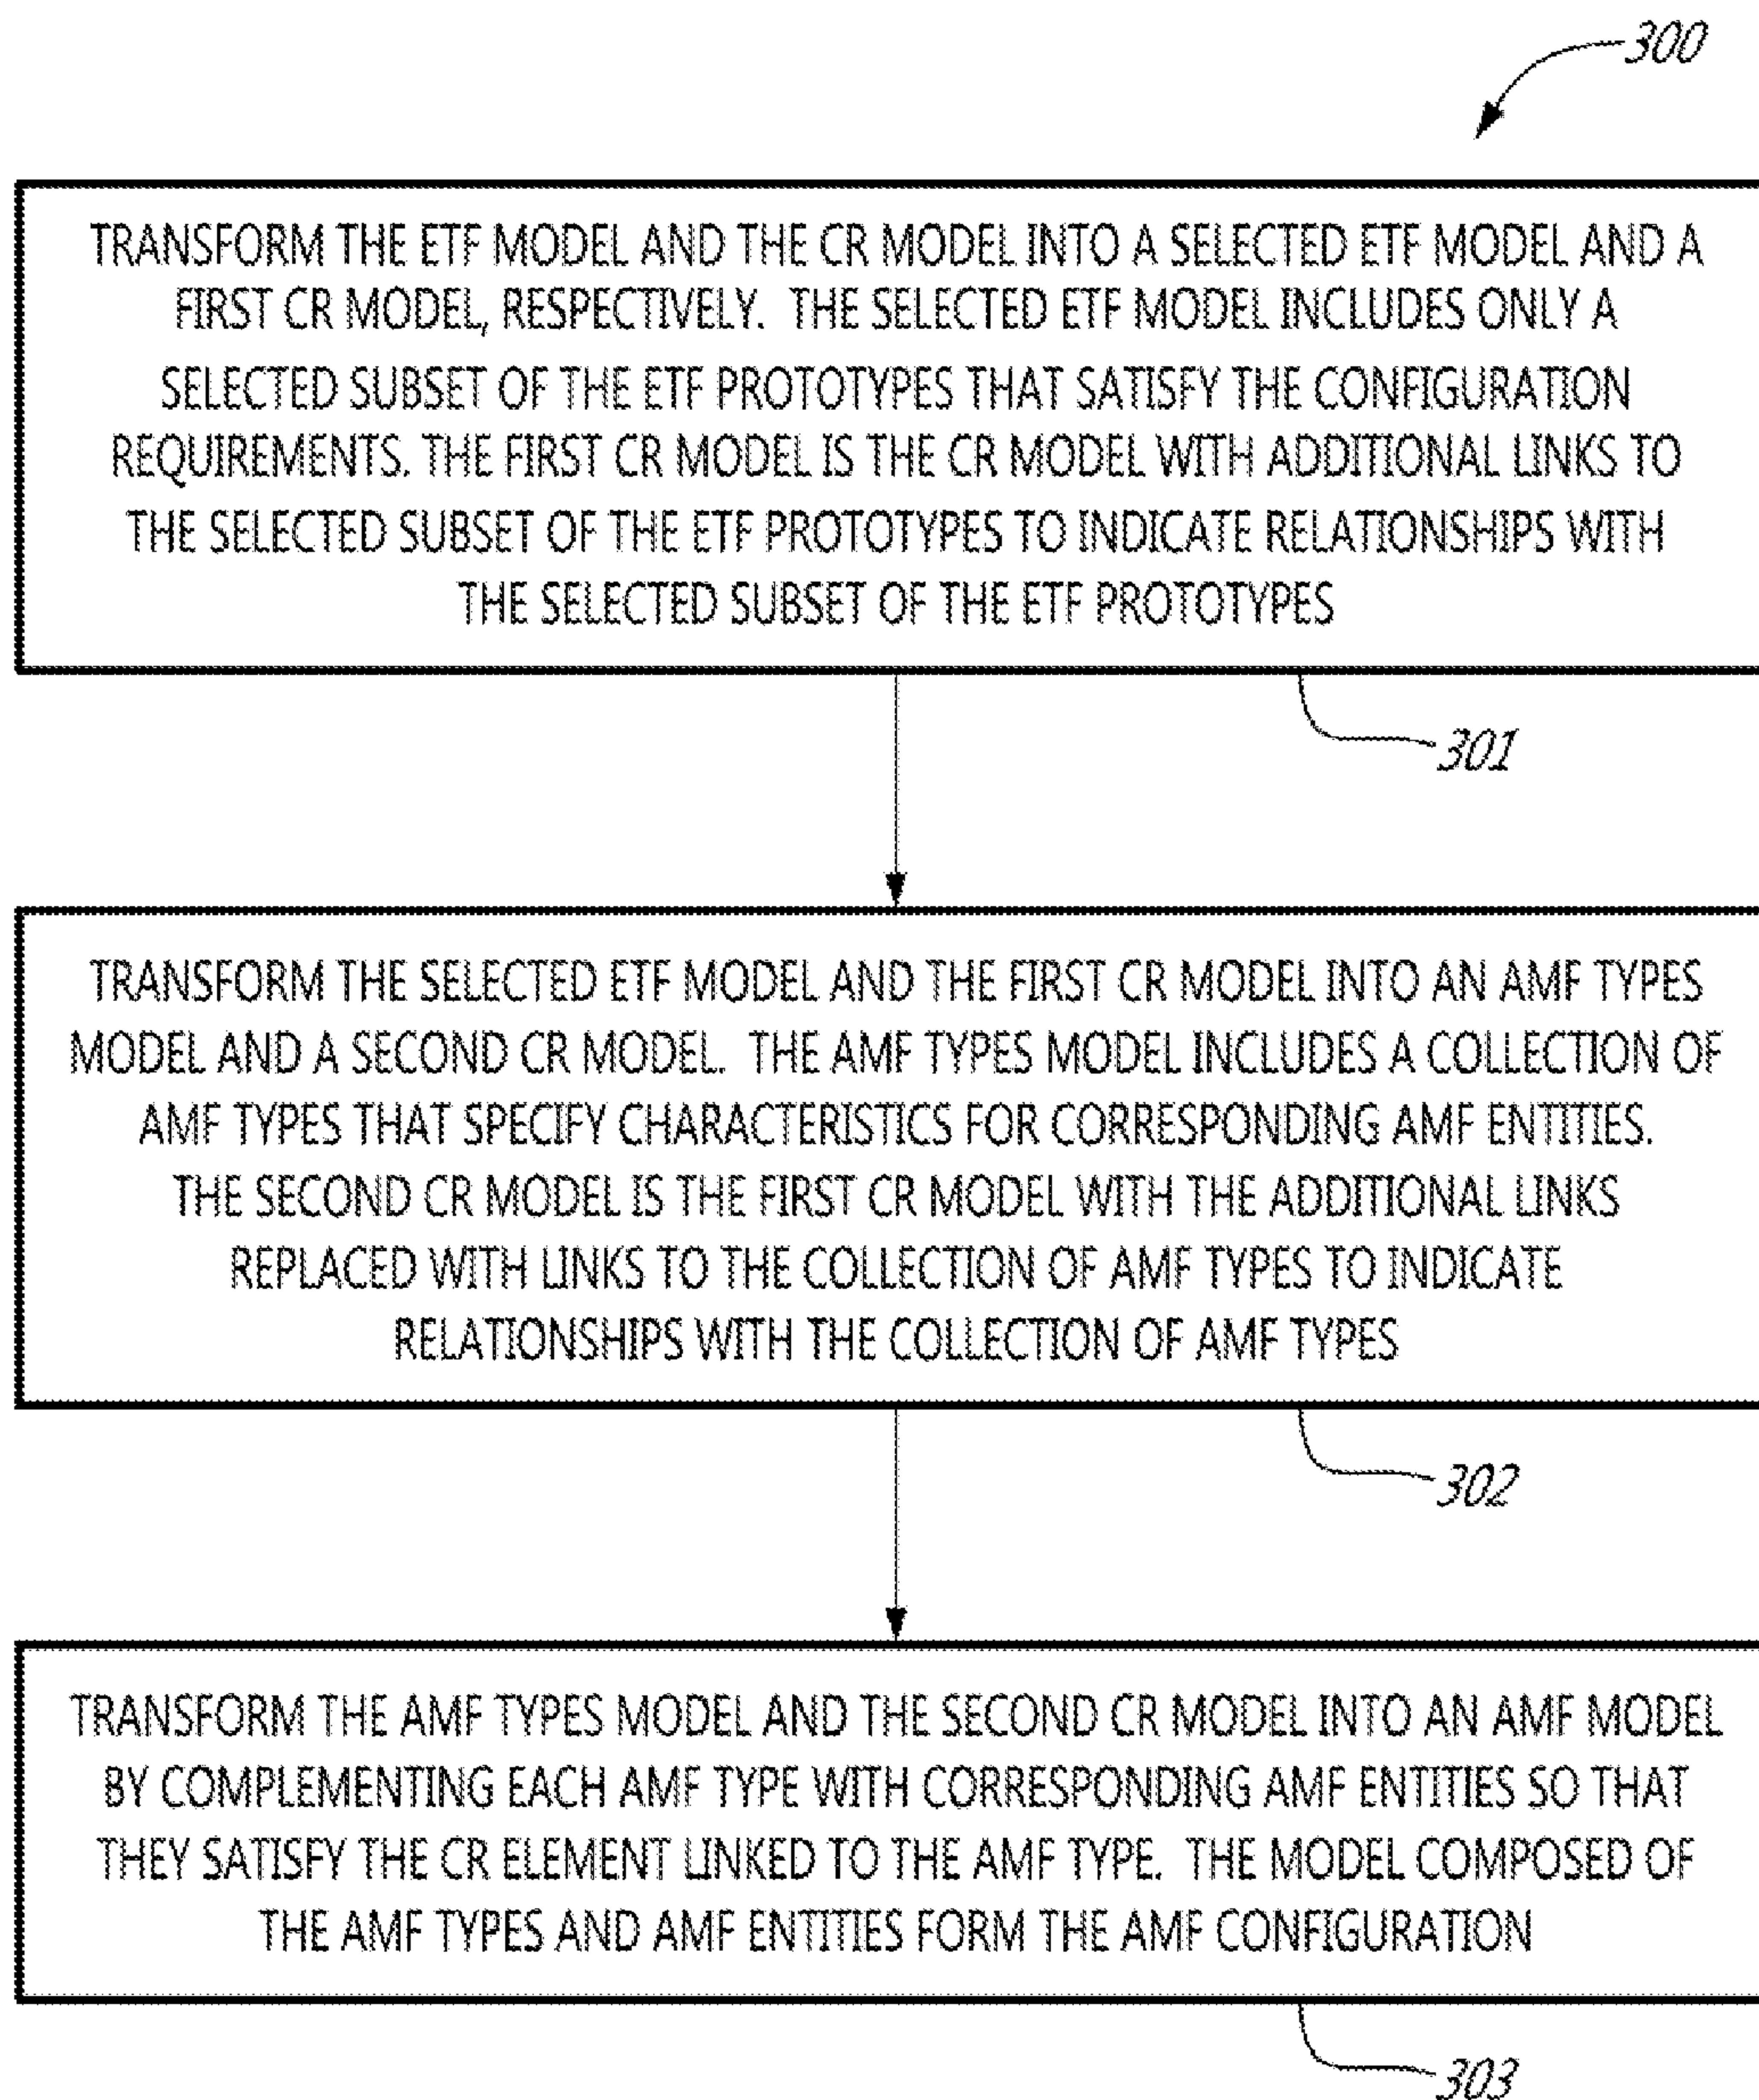 300
TRANSFORM THE ETF MODEL AND THE CR MODEL INTO A SELECTED ETF MODEL AND A
FIRST CR MODEL, RESPECTIVELY. THE SELECTED ETF MODEL INCLUDES ONLY A
SELECTED SUBSET OF THE ETF PROTOTYPES THAT SATISFY THE CONFIGURATION
REQUIREMENTS. THE FIRST CR MODEL IS THE CR MODEL WITH ADDITIONAL LINKS TO
THE SELECTED SUBSET OF THE ETF PROTOTYPES TO INDICATE RELATIONSHIPS WITH
THE SELECTED SUBSET OF THE ETF PROTOTYPES
301
TRANSFORM THE SELECTED ETF MODEL AND THE FIRST CR MODEL INTO AN AMF TYPES
MODEL AND A SECOND CR MODEL. THE AMF TYPES MODEL INCLUDES A COLLECTION OF
AMF TYPES THAT SPECIFY CHARACTERISTICS FOR CORRESPONDING AMF ENTITIES.
THE SECOND CR MODEL IS THE FIRST CR MODEL WITH THE ADDITIONAL LINKS
REPLACED WITH LINKS TO THE COLLECTION OF AMF TYPES TO INDICATE
RELATIONSHIPS WITH THE COLLECTION OF AMF TYPES
302
TRANSFORM THE AMF TYPES MODEL AND THE SECOND CR MODEL INTO AN AMF MODEL
BY COMPLEMENTING EACH AMF TYPE WITH CORRESPONDING AMF ENTITIES SO THAT
THEY SATISFY THE CR ELEMENT LINKED TO THE AMF TYPE. THE MODEL COMPOSED OF
THE AMF TYPES AND AMF ENTITIES FORM THE AMF CONFIGURATION
303